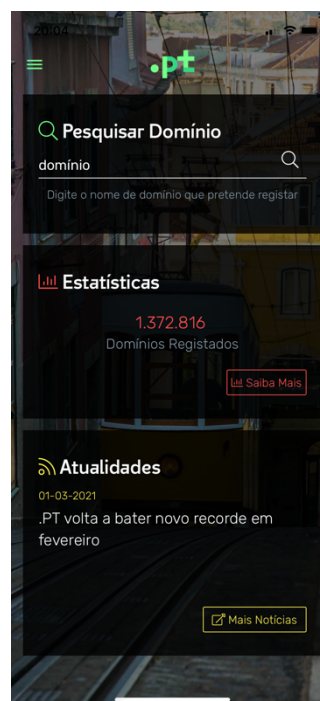 20:04
.pt
Pesquisar Domínio
domínio
Digite o nome de domínio que pretende registar
Estatísticas
1.372.816
Domínios Registados
Saiba Mais
Atualidades
01-03-2021
.PT volta a bater novo recorde em
fevereiro
Mais Notícias